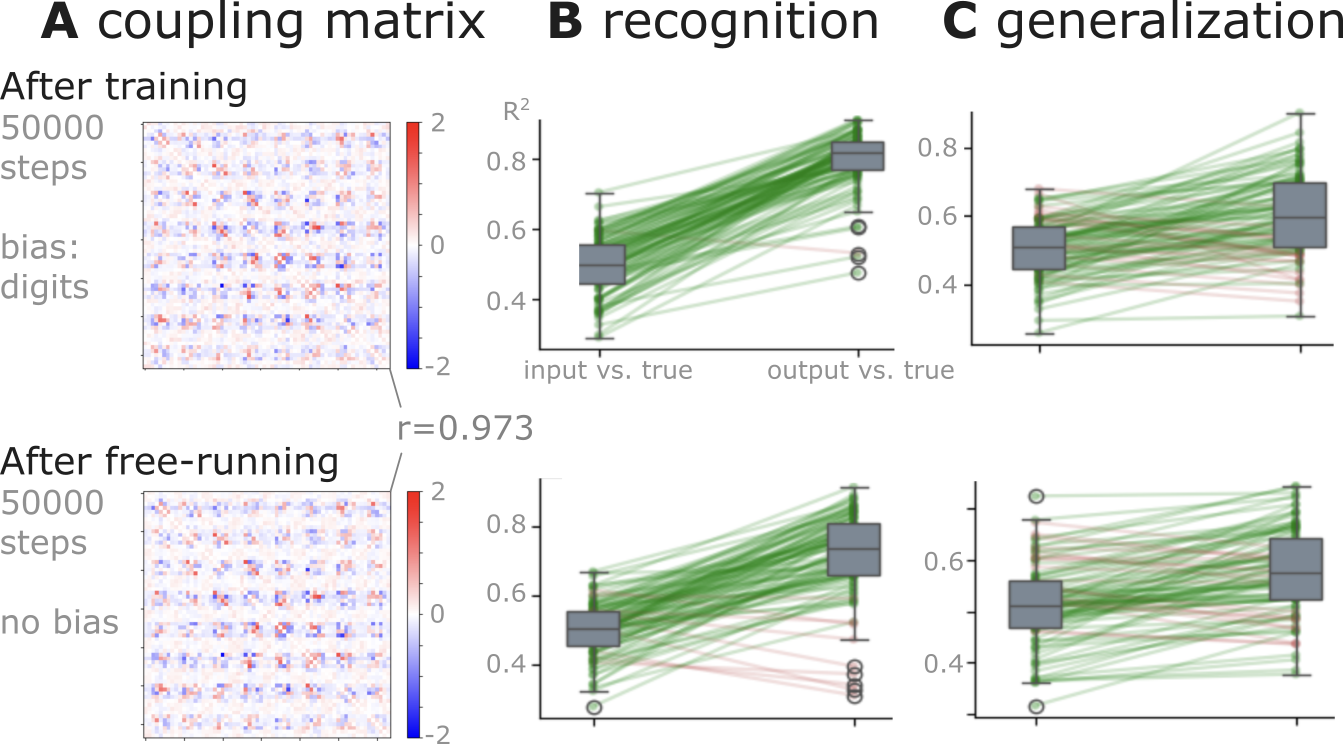 A coupling matrix
B recognition
C generalization
After training
50000
steps
bias:
digits
2
0
-2
R²
0.8
0.6
0.4
input vs. true
output vs. true
0.8
0.6
0.4
r=0.973
After free-running
50000
steps
no bias
2
0
-2
0.8
0.6
0.4
0.6
0.4